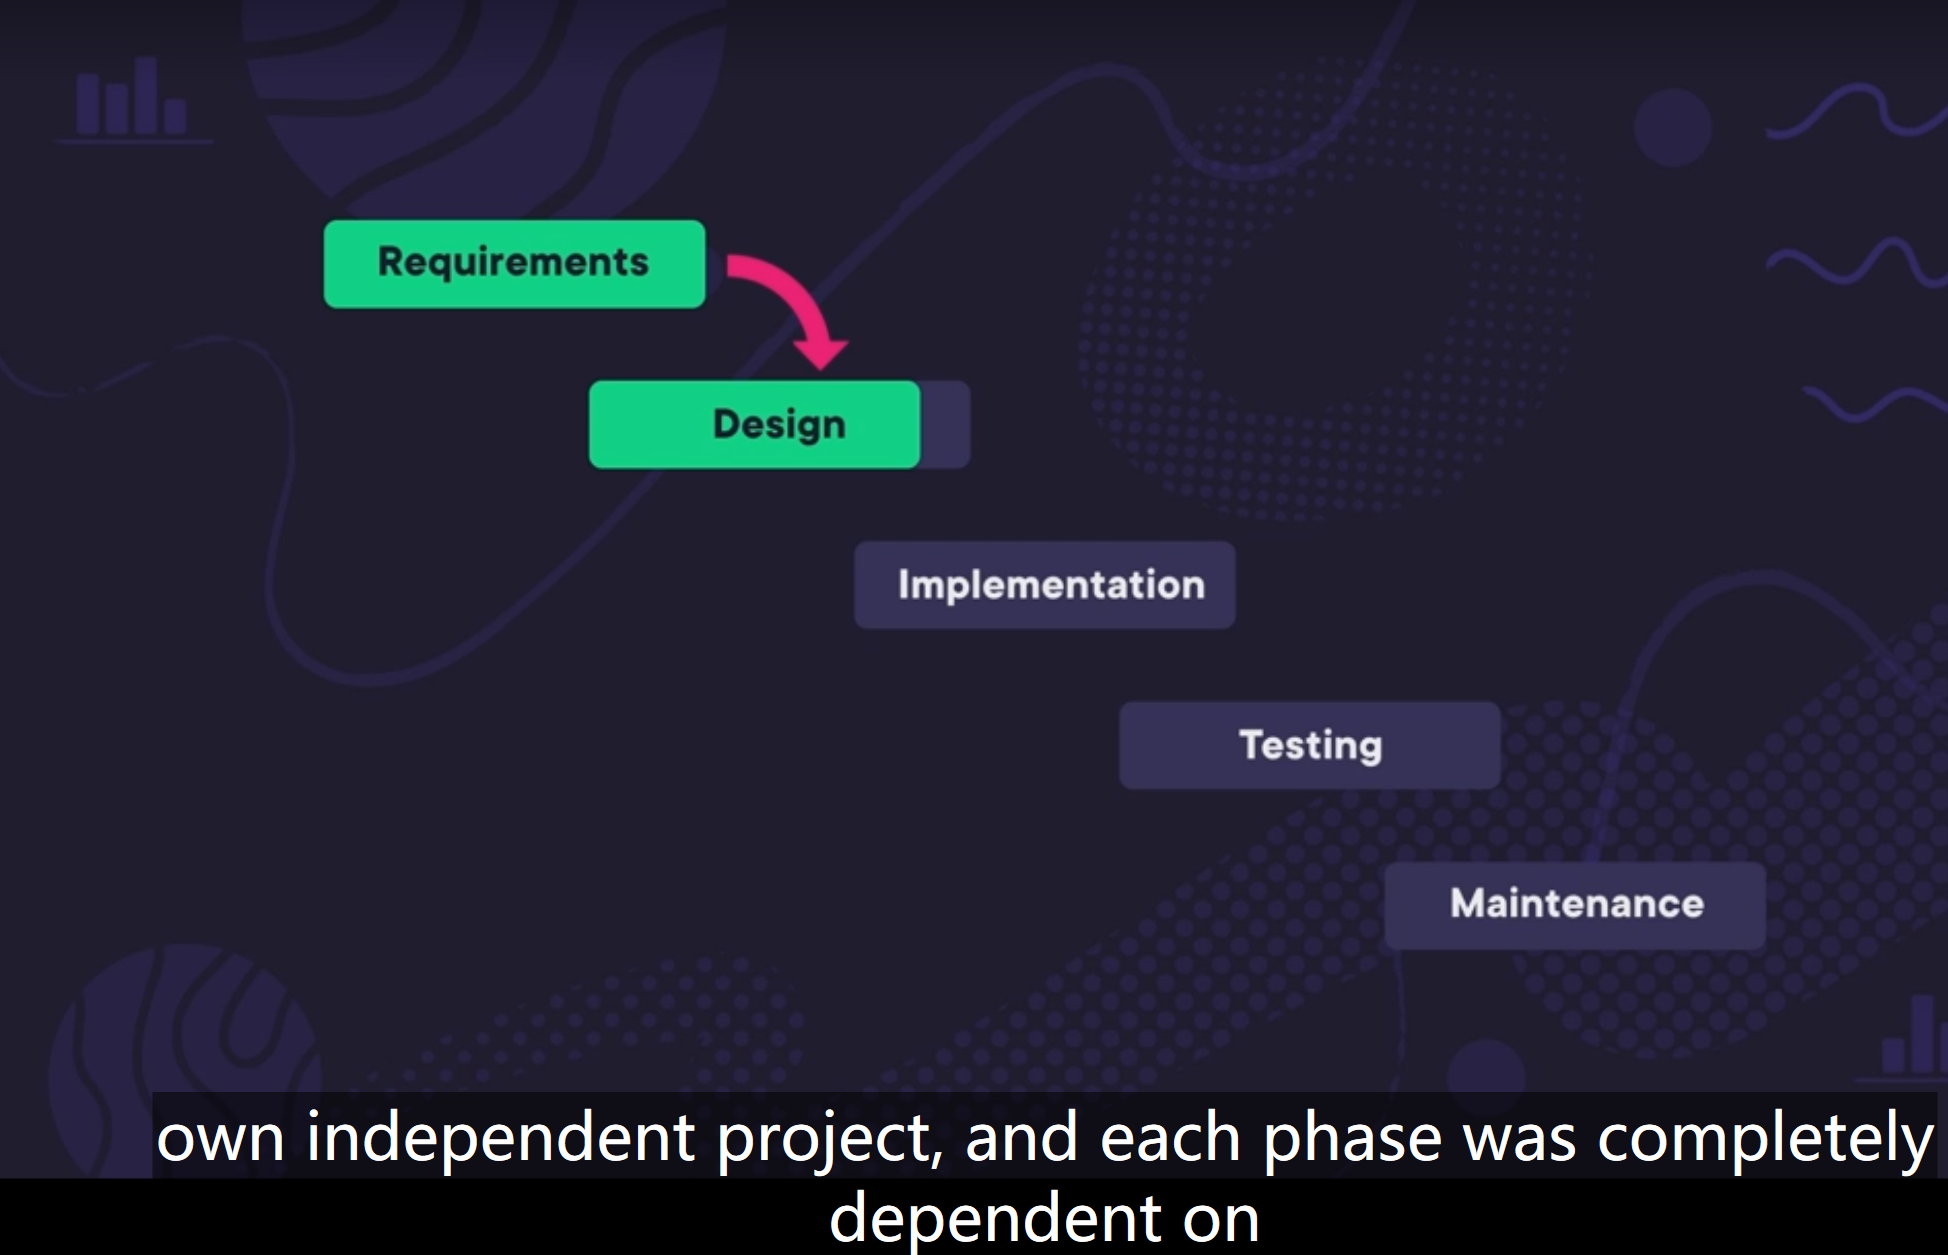 Requirements
Design
Implementation
Testing
Maintenance
own independent project, and each phase was completely
dependent on